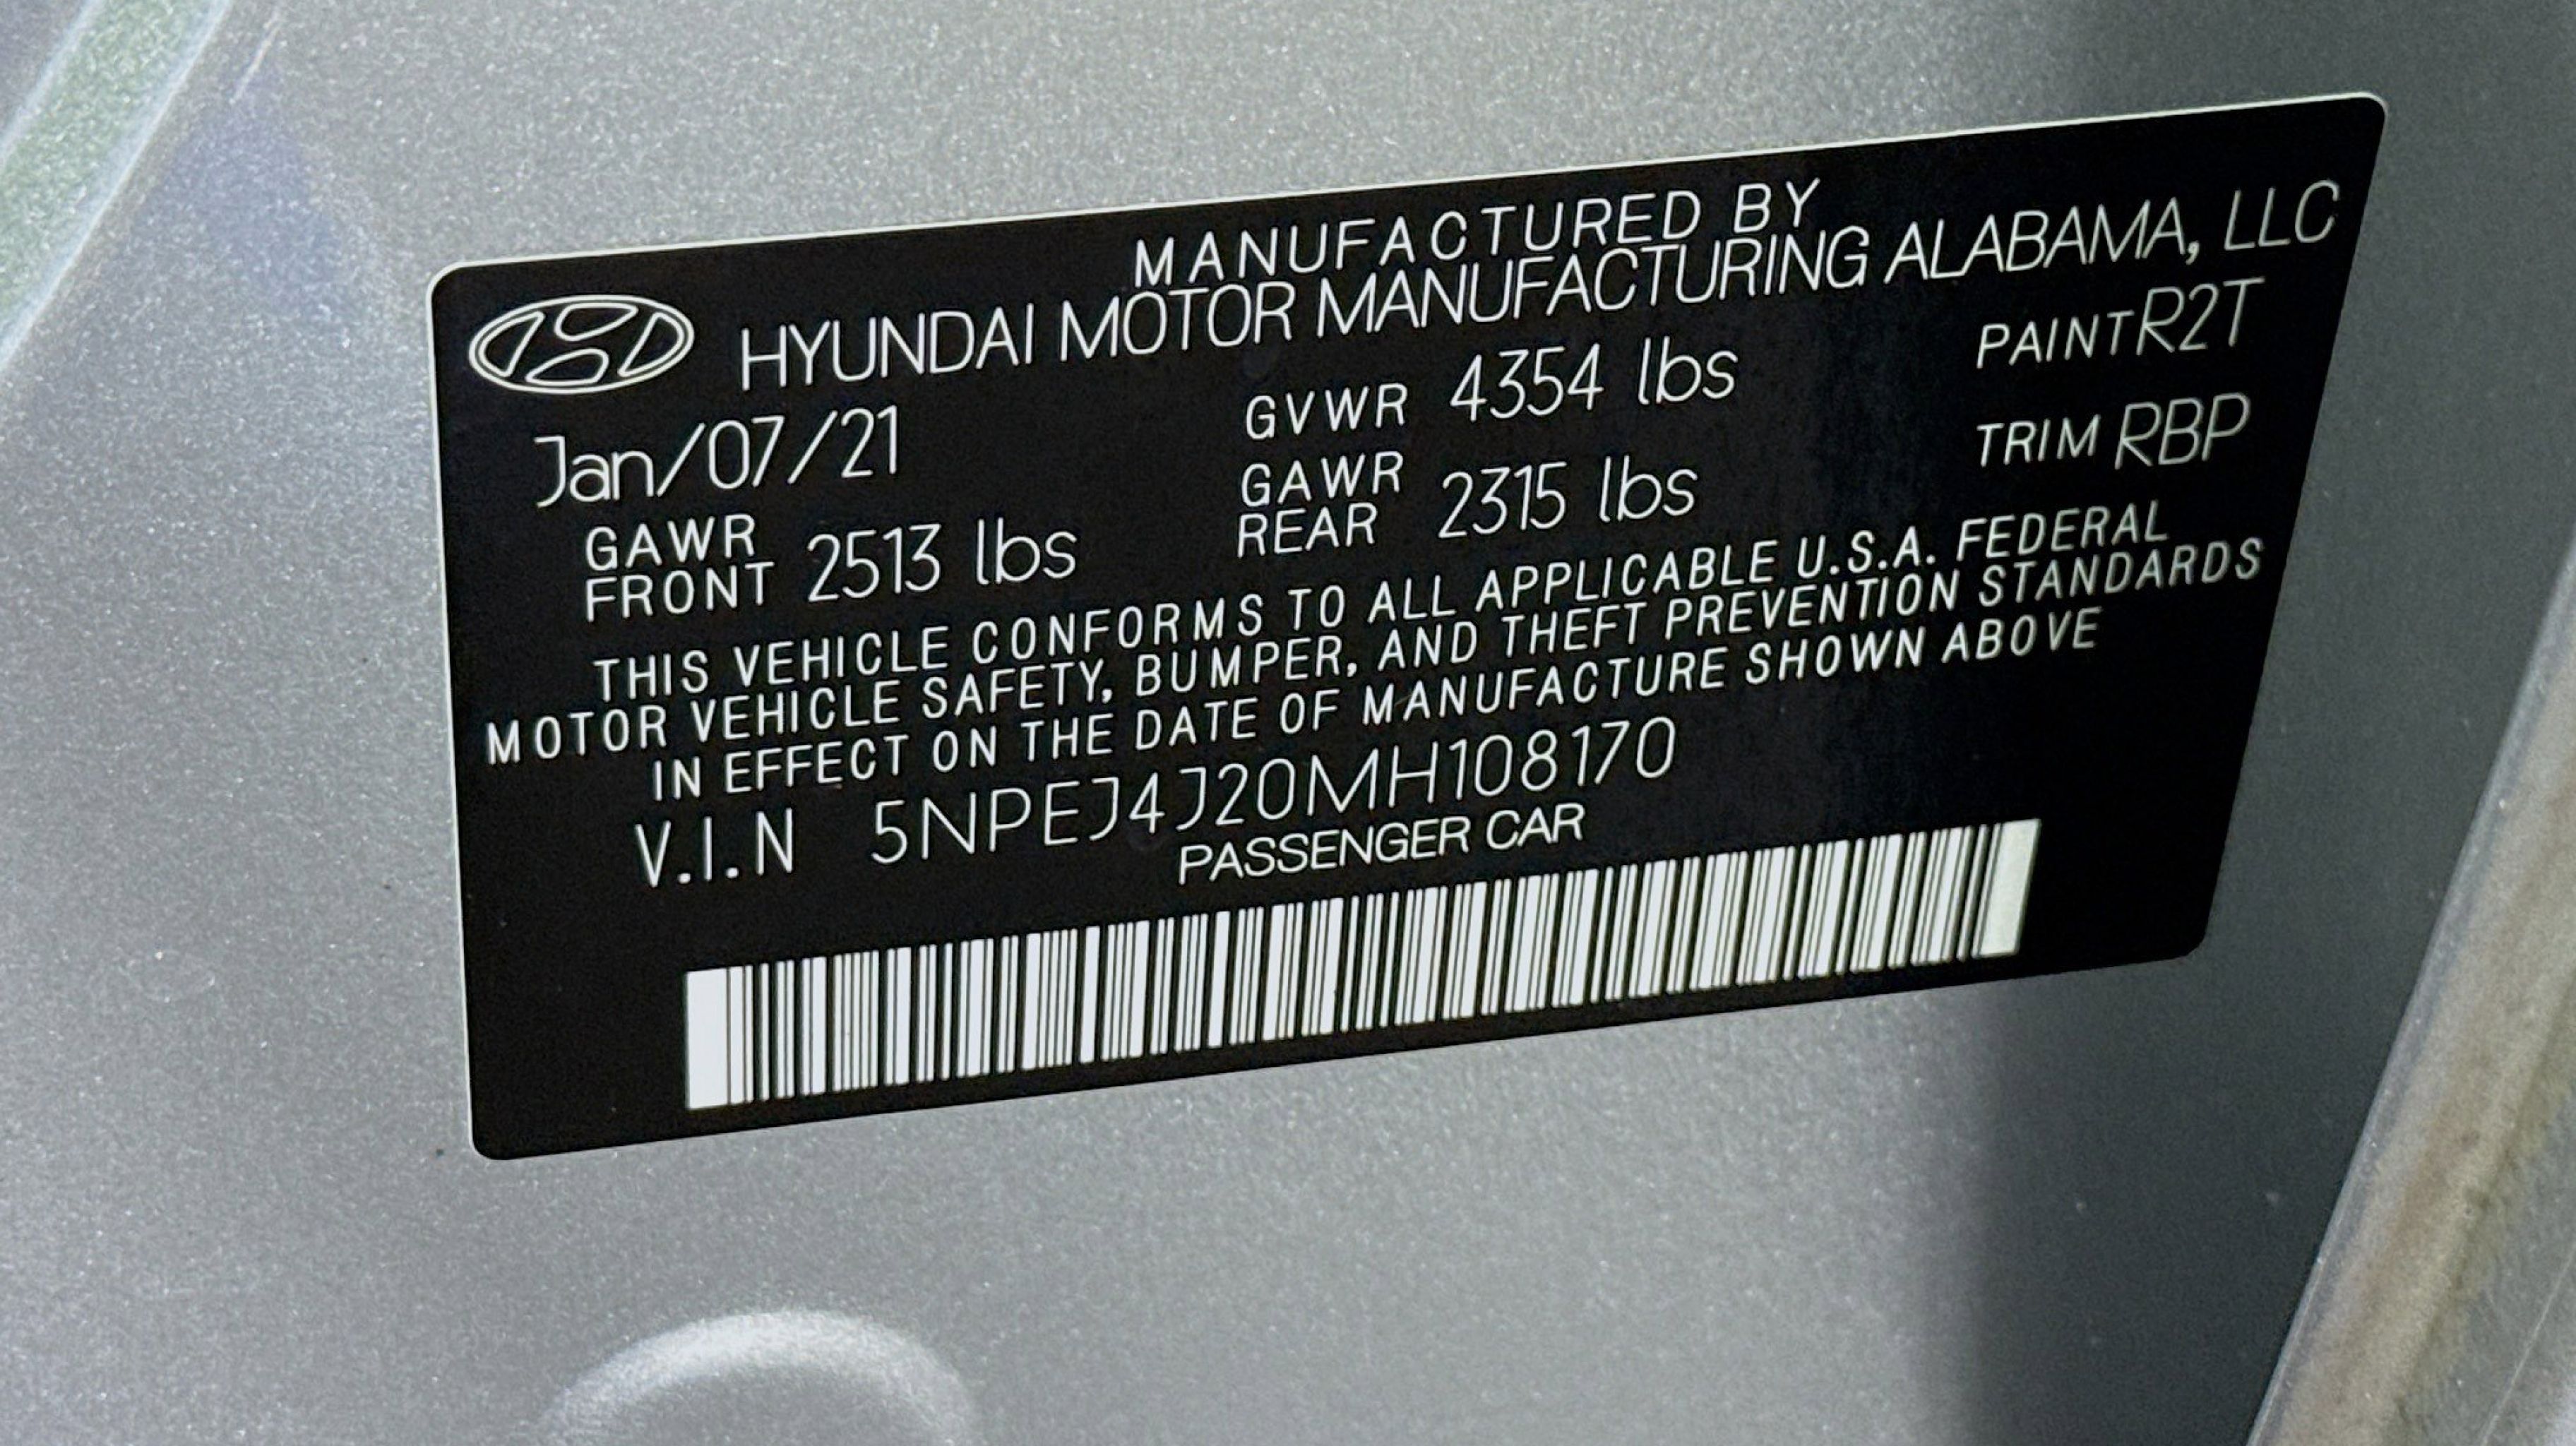 MANUFACTURED BY
HYUNDAI MOTOR MANUFACTURING ALABAMA, LLC
Jan/07/21 GVWR 4354 lbs PAINT R2T
GAWR FRONT 2513 lbs GAWR REAR 2315 lbs TRIM RBP
THIS VEHICLE CONFORMS TO ALL APPLICABLE U.S.A. FEDERAL
MOTOR VEHICLE SAFETY, BUMPER, AND THEFT PREVENTION STANDARDS
IN EFFECT ON THE DATE OF MANUFACTURE SHOWN ABOVE
V.I.N 5NPEJ4J20MH108170
PASSENGER CAR